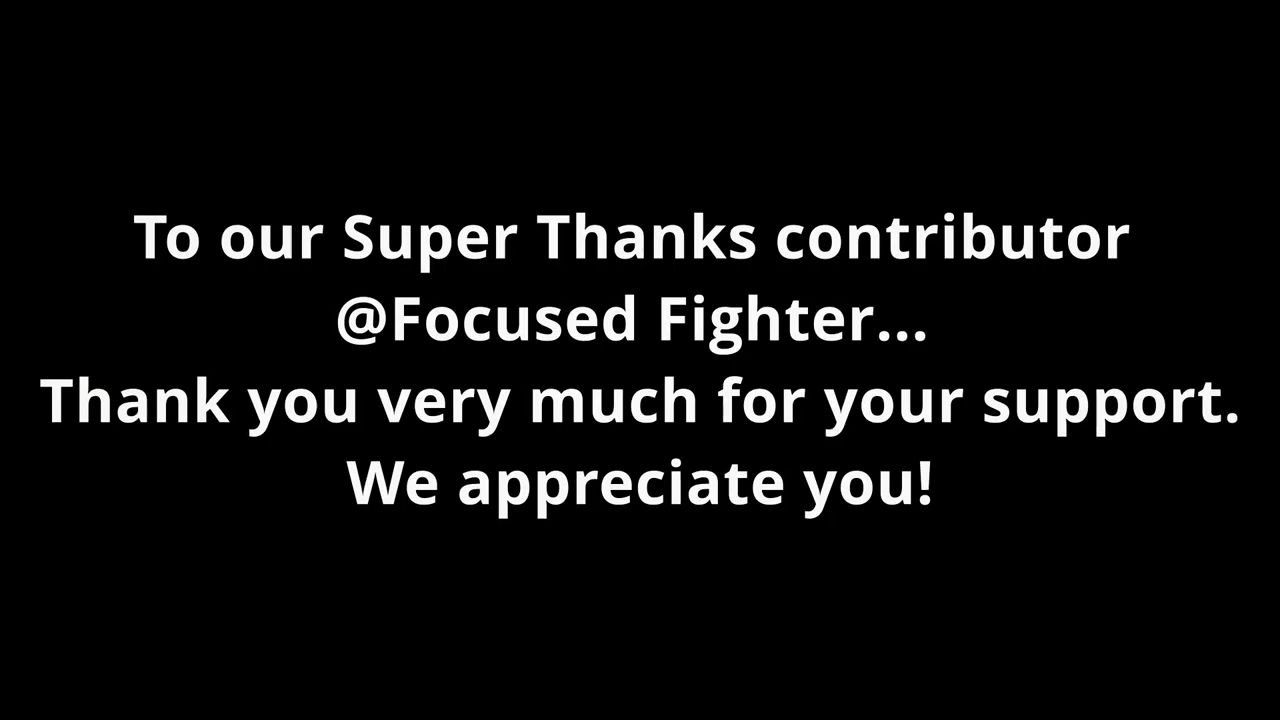 To our Super Thanks contributor
@Focused Fighter...
Thank you very much for your support.
We appreciate you!